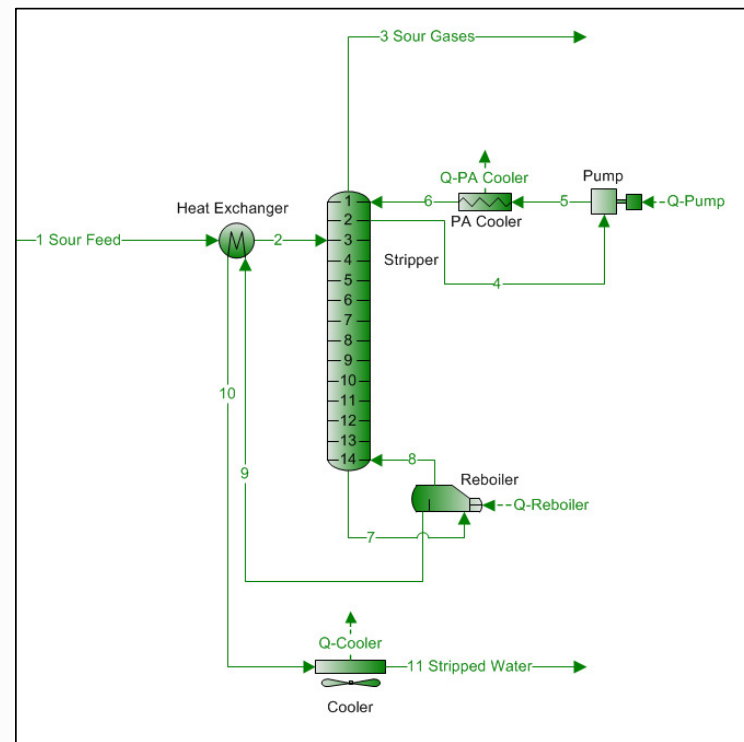 3 Sour Gases
Pump
Q-PA Cooler
Heat Exchanger
1
6
5
Q-Pump
2
PA Cooler
1 Sour Feed
2
3
Stripper
4
5
4
6
7
8
9
10
10
11
12
9
13
14
8
Reboiler
Q-Reboiler
7
Q-Cooler
11 Stripped Water
Cooler